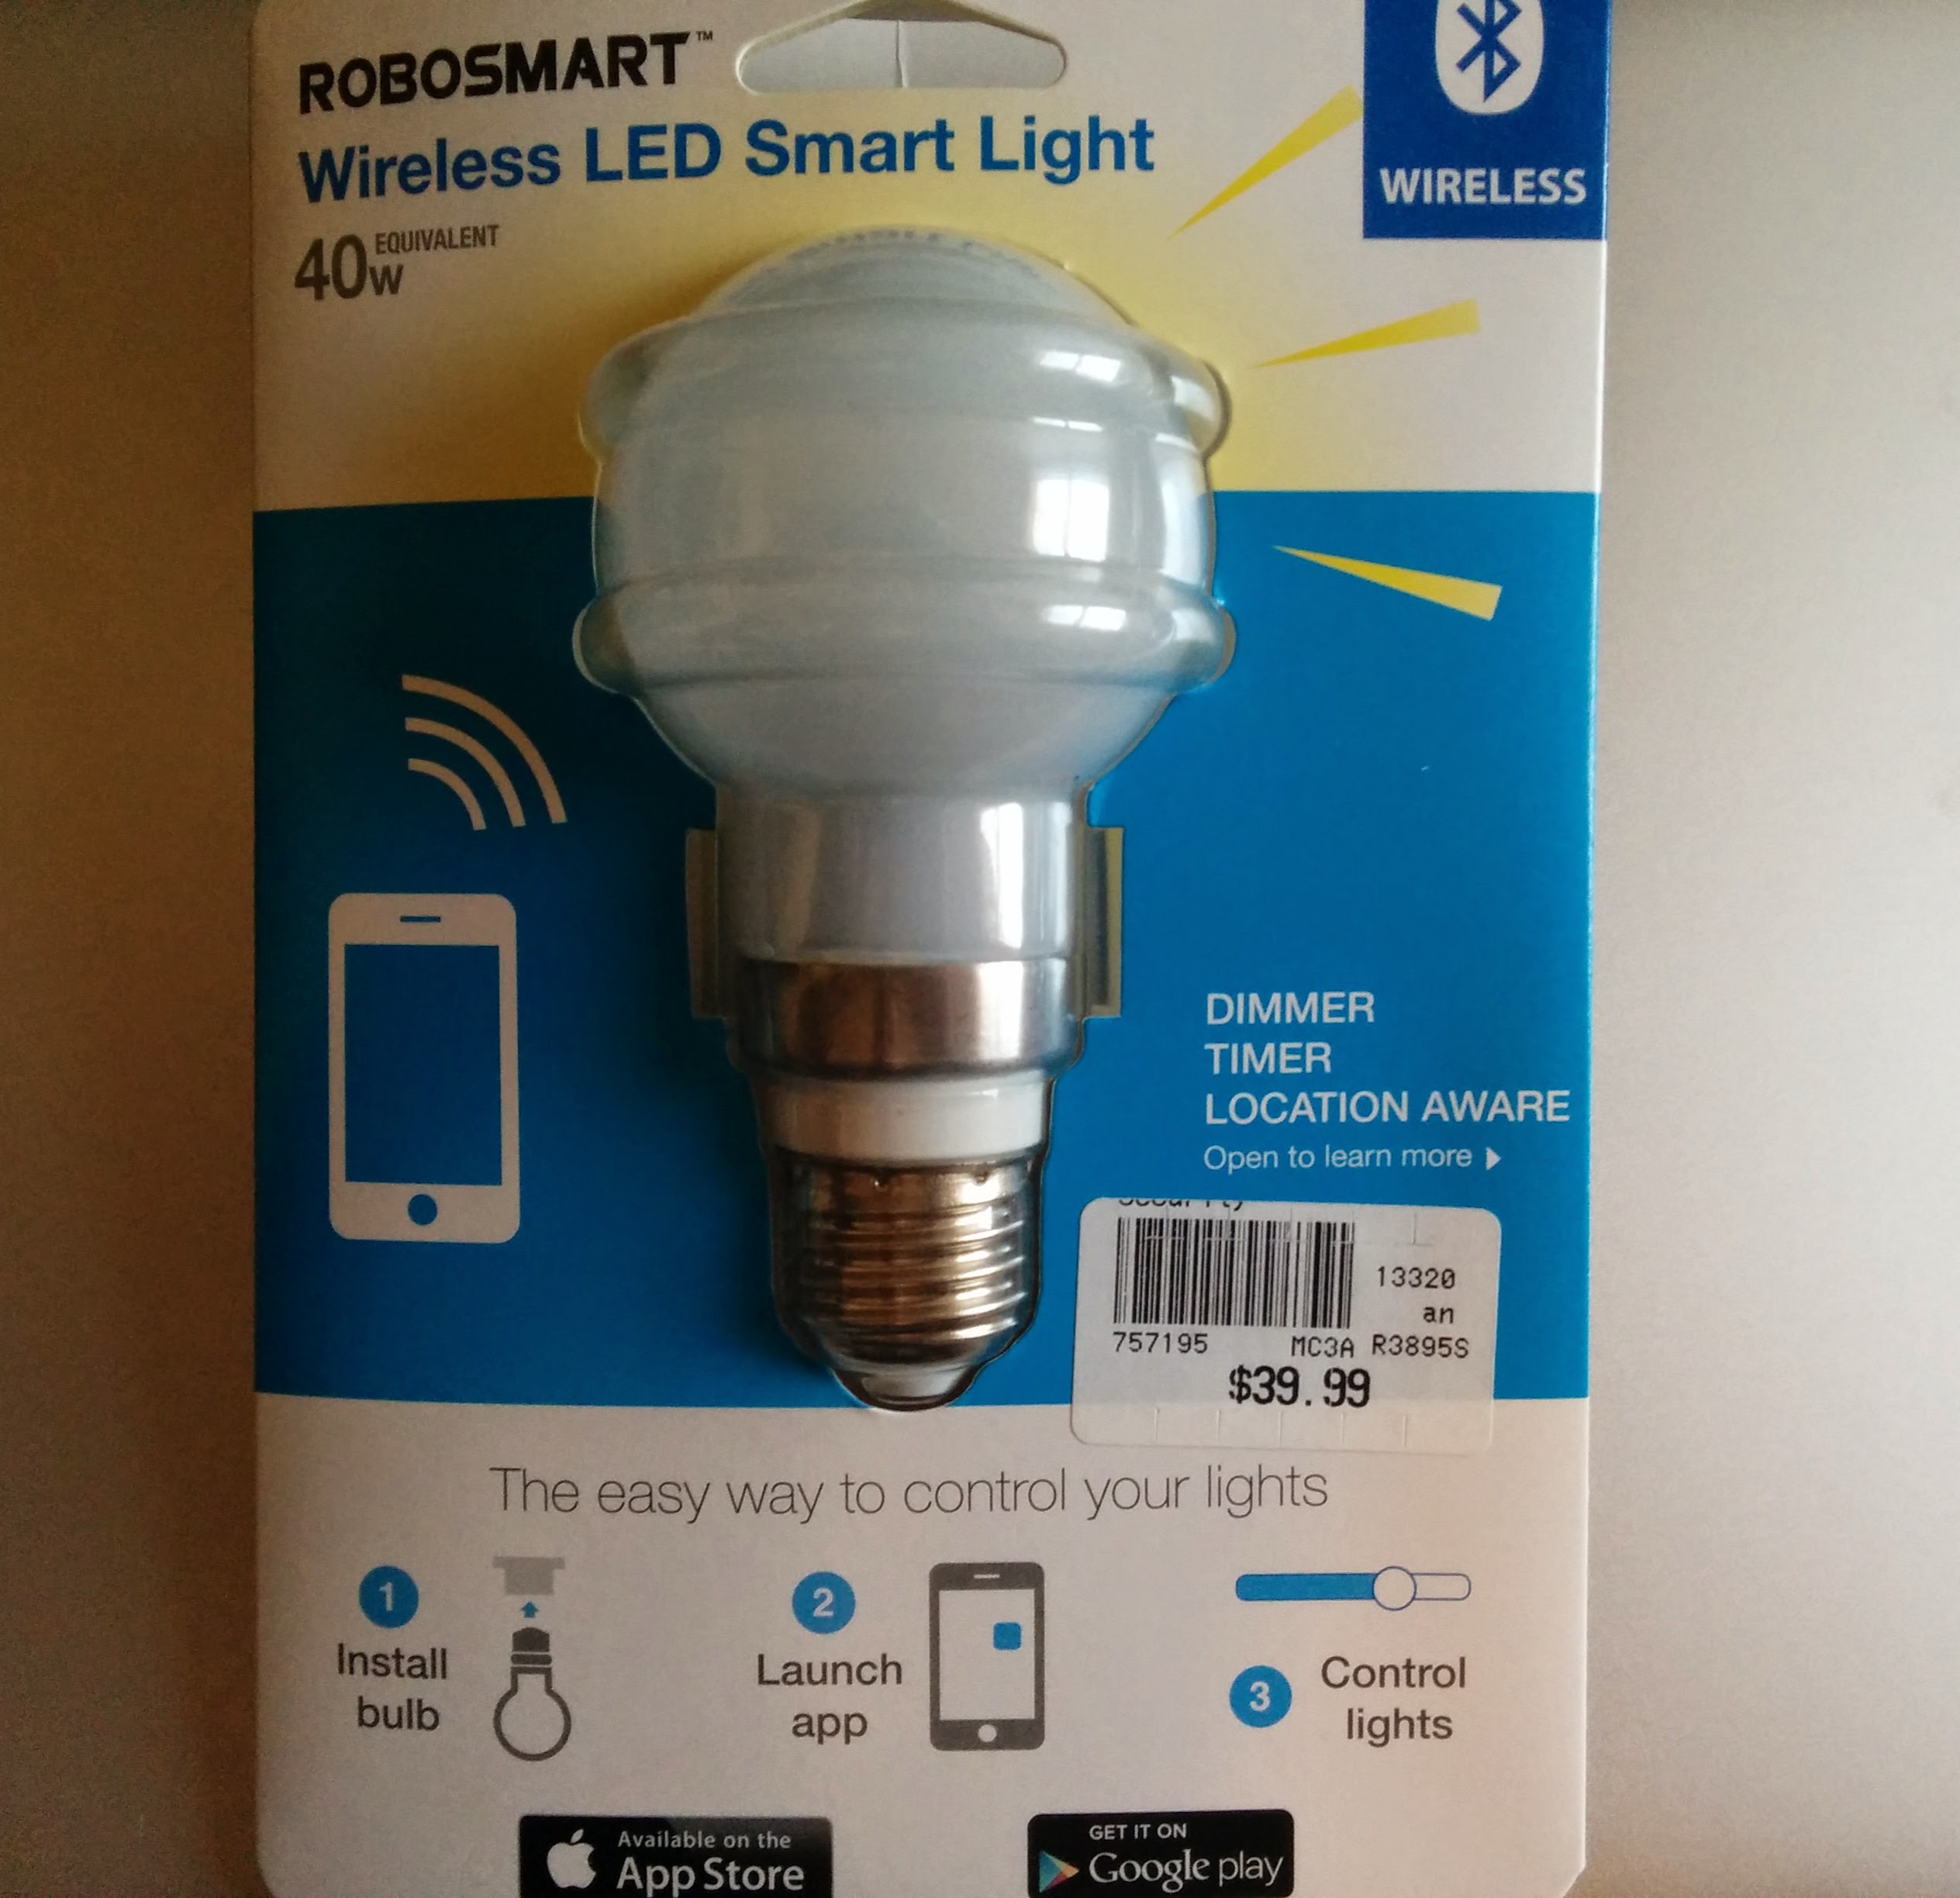 ROBOSMART™
Wireless LED Smart Light
40W EQUIVALENT
WIRELESS
DIMMER
TIMER
LOCATION AWARE
Open to learn more
13320
an
757195 MC3A R3895S
$39.99
The easy way to control your lights
1
Install
bulb
2
Launch
app
3
Control
lights
Available on the
App Store
GET IT ON
Google play